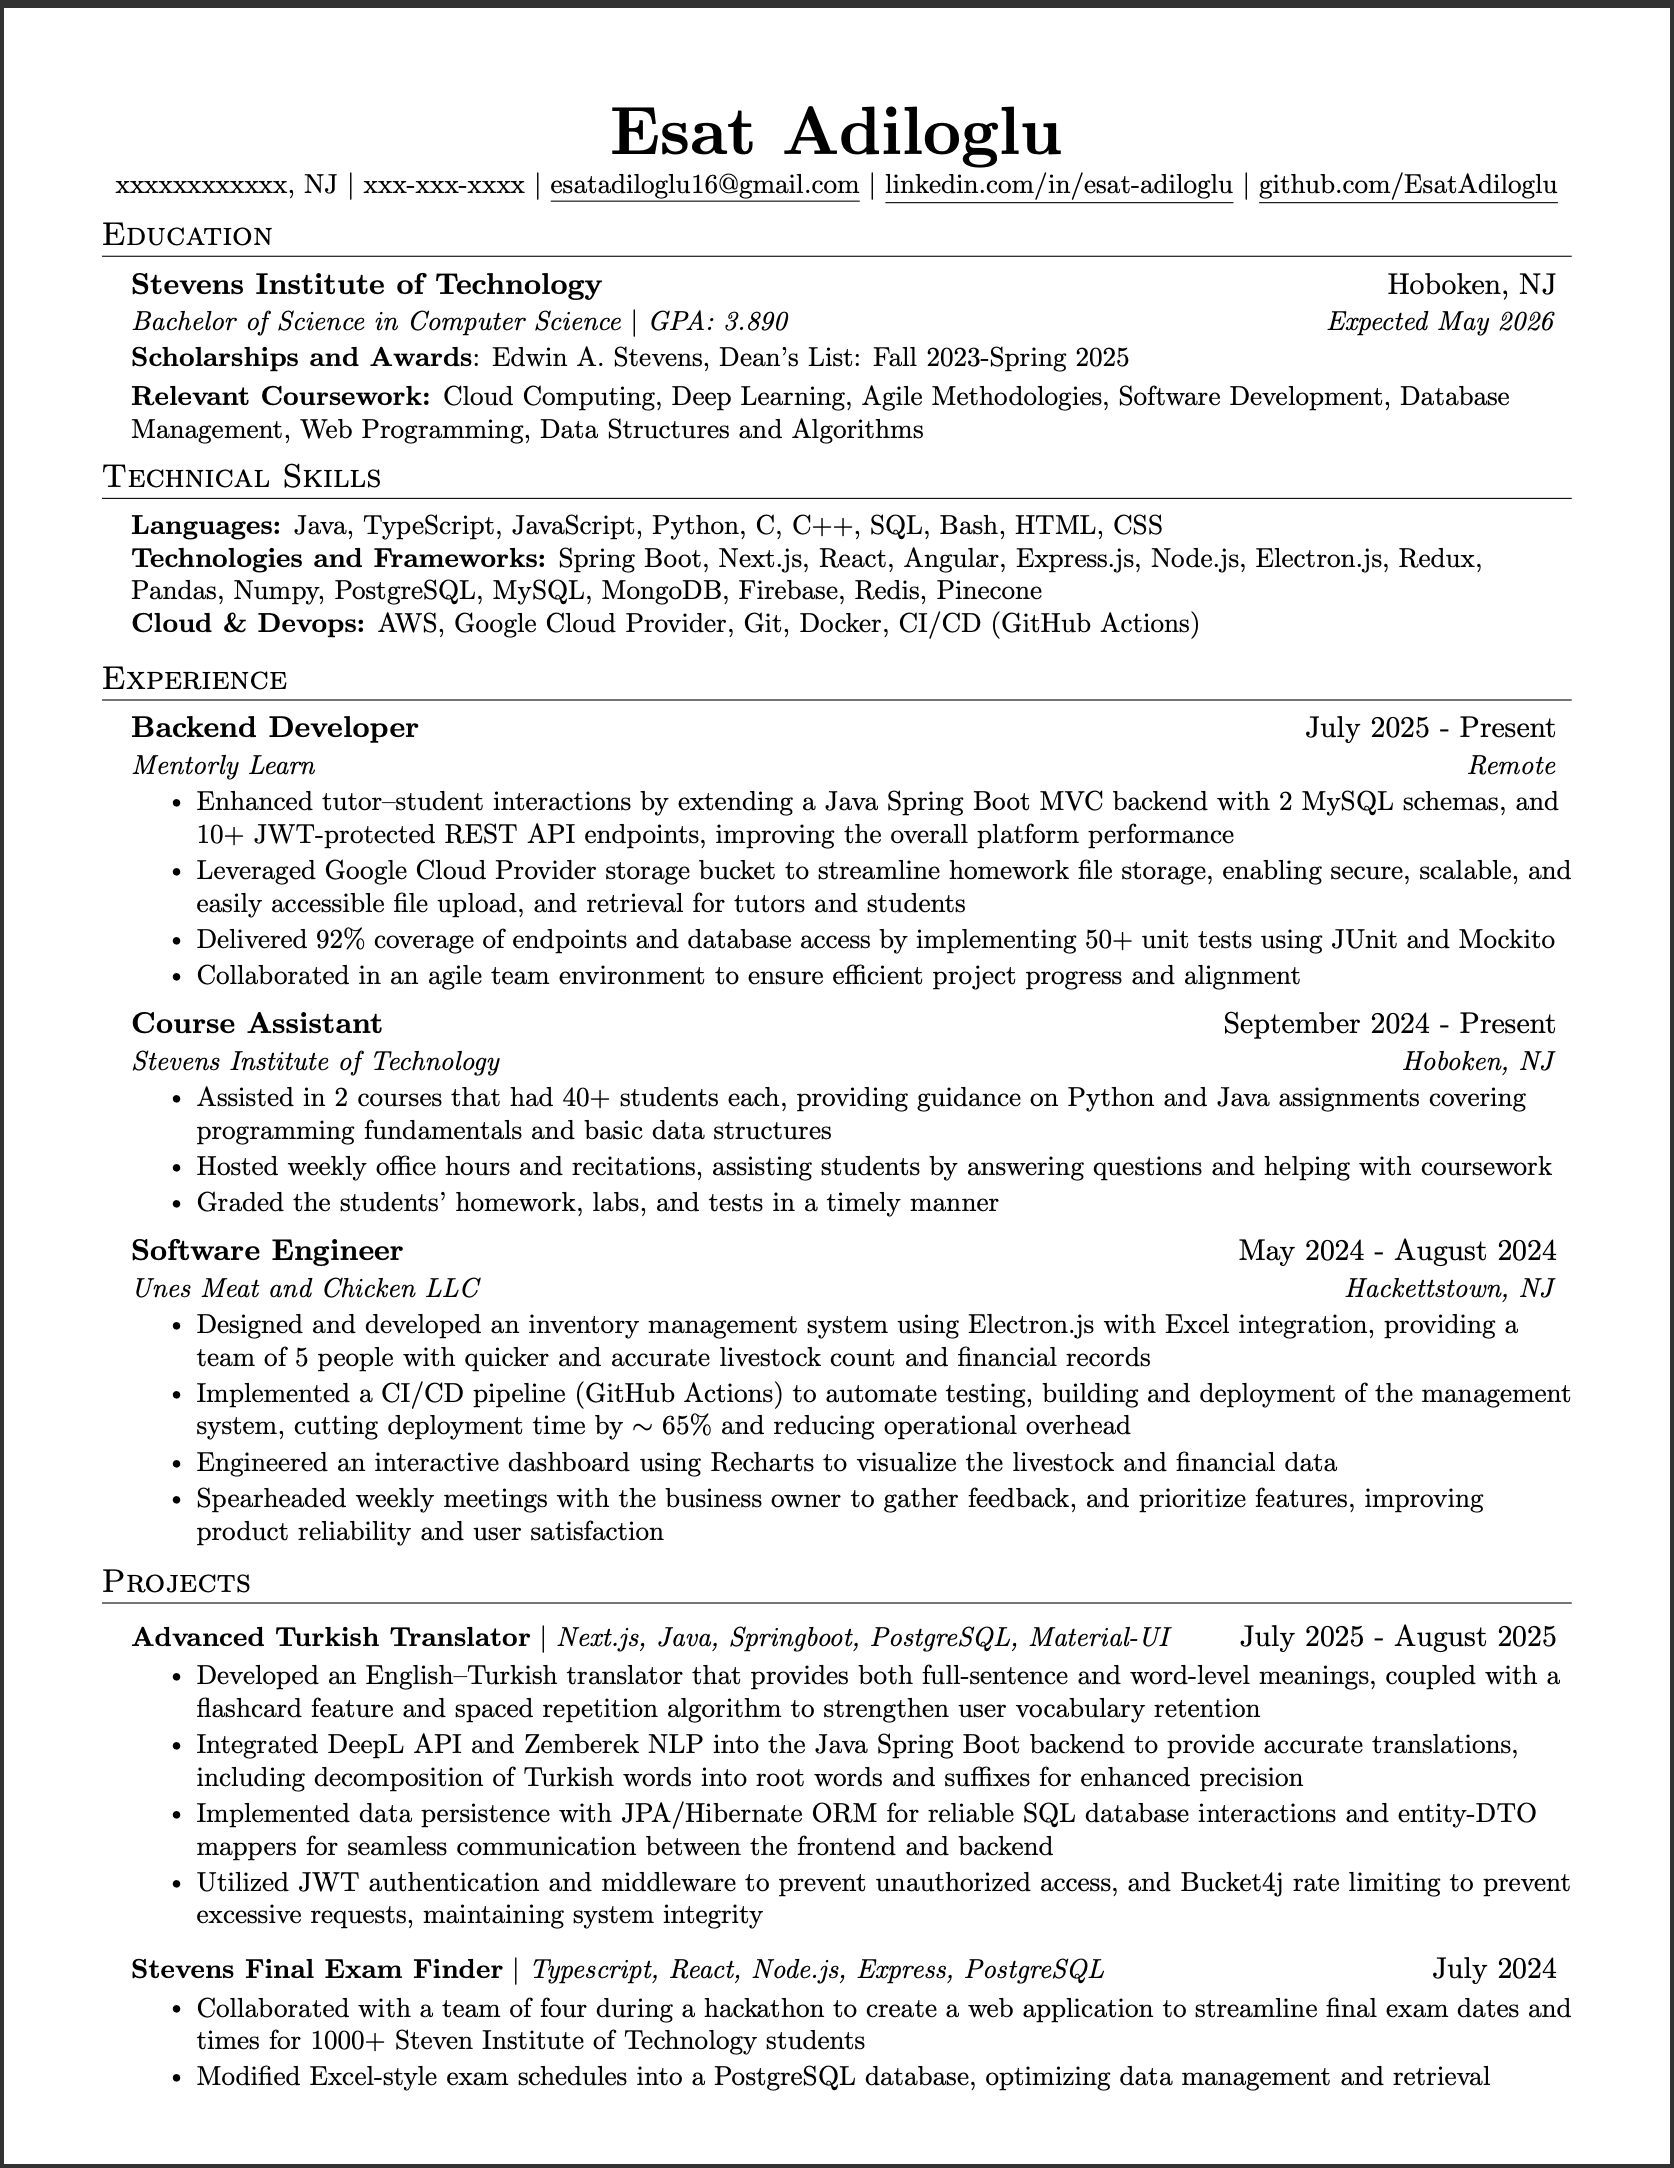 Esat Adiloglu
xxxxxxxxxxxx, NJ | xxx-xxx-xxxx | esatadiloglu16@gmail.com | linkedin.com/in/esat-adiloglu | github.com/EsatAdiloglu
Education
Stevens Institute of Technology Hoboken, NJ
Bachelor of Science in Computer Science | GPA: 3.890 Expected May 2026
Scholarships and Awards: Edwin A. Stevens, Dean's List: Fall 2023-Spring 2025
Relevant Coursework: Cloud Computing, Deep Learning, Agile Methodologies, Software Development, Database
Management, Web Programming, Data Structures and Algorithms
Technical Skills
Languages: Java, TypeScript, JavaScript, Python, C, C++, SQL, Bash, HTML, CSS
Technologies and Frameworks: Spring Boot, Next.js, React, Angular, Express.js, Node.js, Electron.js, Redux,
Pandas, Numpy, PostgreSQL, MySQL, MongoDB, Firebase, Redis, Pinecone
Cloud & Devops: AWS, Google Cloud Provider, Git, Docker, CI/CD (GitHub Actions)
Experience
Backend Developer July 2025 - Present
Mentorly Learn Remote
• Enhanced tutor–student interactions by extending a Java Spring Boot MVC backend with 2 MySQL schemas, and
10+ JWT-protected REST API endpoints, improving the overall platform performance
• Leveraged Google Cloud Provider storage bucket to streamline homework file storage, enabling secure, scalable, and
easily accessible file upload, and retrieval for tutors and students
• Delivered 92% coverage of endpoints and database access by implementing 50+ unit tests using JUnit and Mockito
• Collaborated in an agile team environment to ensure efficient project progress and alignment
Course Assistant September 2024 - Present
Stevens Institute of Technology Hoboken, NJ
• Assisted in 2 courses that had 40+ students each, providing guidance on Python and Java assignments covering
programming fundamentals and basic data structures
• Hosted weekly office hours and recitations, assisting students by answering questions and helping with coursework
• Graded the students' homework, labs, and tests in a timely manner
Software Engineer May 2024 - August 2024
Unes Meat and Chicken LLC Hackettstown, NJ
• Designed and developed an inventory management system using Electron.js with Excel integration, providing a
team of 5 people with quicker and accurate livestock count and financial records
• Implemented a CI/CD pipeline (GitHub Actions) to automate testing, building and deployment of the management
system, cutting deployment time by ∼ 65% and reducing operational overhead
• Engineered an interactive dashboard using Recharts to visualize the livestock and financial data
• Spearheaded weekly meetings with the business owner to gather feedback, and prioritize features, improving
product reliability and user satisfaction
Projects
Advanced Turkish Translator | Next.js, Java, Springboot, PostgreSQL, Material-UI July 2025 - August 2025
• Developed an English–Turkish translator that provides both full-sentence and word-level meanings, coupled with a
flashcard feature and spaced repetition algorithm to strengthen user vocabulary retention
• Integrated DeepL API and Zemberek NLP into the Java Spring Boot backend to provide accurate translations,
including decomposition of Turkish words into root words and suffixes for enhanced precision
• Implemented data persistence with JPA/Hibernate ORM for reliable SQL database interactions and entity-DTO
mappers for seamless communication between the frontend and backend
• Utilized JWT authentication and middleware to prevent unauthorized access, and Bucket4j rate limiting to prevent
excessive requests, maintaining system integrity
Stevens Final Exam Finder | Typescript, React, Node.js, Express, PostgreSQL July 2024
• Collaborated with a team of four during a hackathon to create a web application to streamline final exam dates and
times for 1000+ Steven Institute of Technology students
• Modified Excel-style exam schedules into a PostgreSQL database, optimizing data management and retrieval